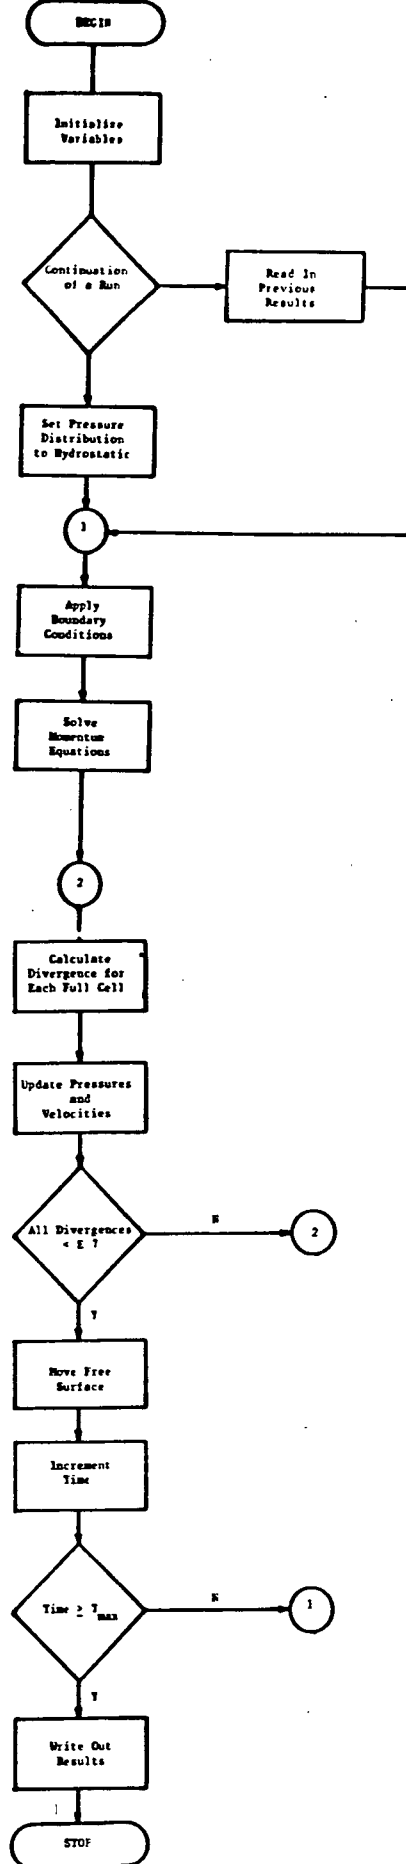 BEGIN
Initialize
Variables
Continuation
of a Run
Read In
Previous
Results
Set Pressure
Distribution
to Hydrostatic
1
Apply
Boundary
Conditions
Solve
Momentum
Equations
2
Calculate
Divergence for
Each Full Cell
Update Pressures
and
Velocities
All Divergences
< E ?
N
2
Y
Move Free
Surface
Increment
Time
Time ≥ T max
N
1
Y
Write Out
Results
STOP